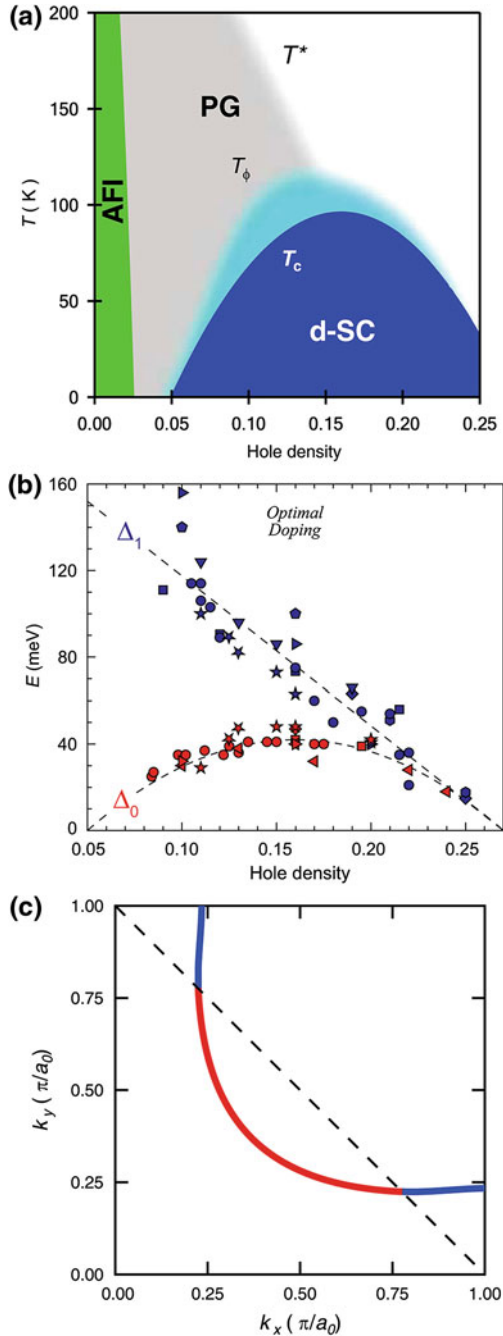 (a)
200
T*
PG
150
Tϕ
T (K)
AFI
100
Tc
50
d-SC
0
0.00 0.05 0.10 0.15 0.20 0.25
Hole density
(b)
160
Optimal
Doping
Δ1
120
E (meV)
80
40
Δ0
0
0.05 0.10 0.15 0.20 0.25
Hole density
(c)
1.00
0.75
ky (π/a0)
0.50
0.25
0.00
0.00 0.25 0.50 0.75 1.00
kx (π/a0)